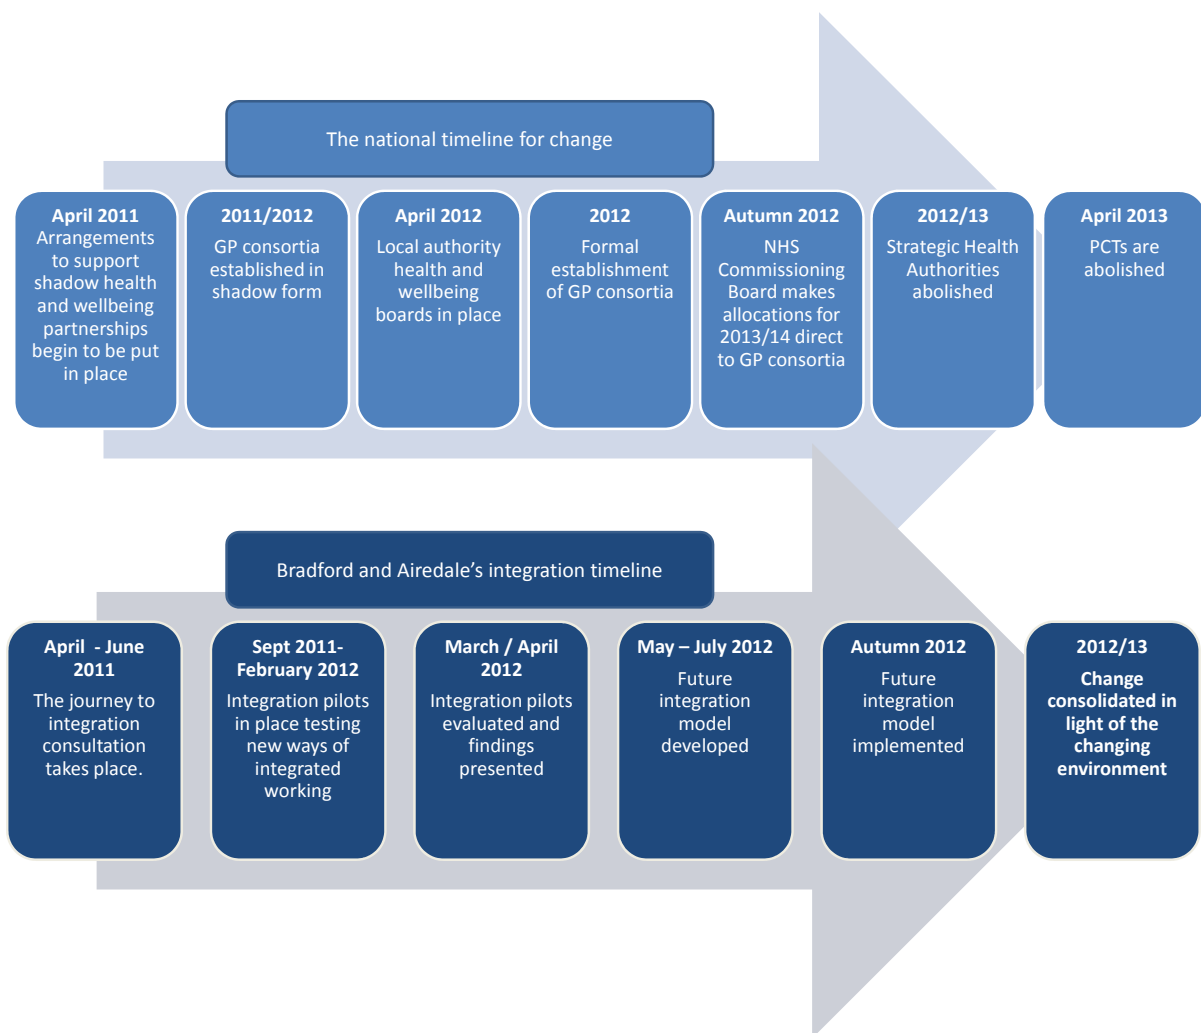 The national timeline for change
April 2011
Arrangements
to support
shadow health
and wellbeing
partnerships
begin to be put
in place
2011/2012
GP consortia
established in
shadow form
April 2012
Local authority
health and
wellbeing
boards in place
2012
Formal
establishment
of GP consortia
Autumn 2012
NHS
Commissioning
Board makes
allocations for
2013/14 direct
to GP consortia
2012/13
Strategic Health
Authorities
abolished
April 2013
PCTs are
abolished
Bradford and Airedale’s integration timeline
April - June
2011
The journey to
integration
consultation
takes place.
Sept 2011-
February 2012
Integration pilots
in place testing
new ways of
integrated
working
March / April
2012
Integration pilots
evaluated and
findings
presented
May – July 2012
Future
integration
model
developed
Autumn 2012
Future
integration
model
implemented
2012/13
Change
consolidated in
light of the
changing
environment